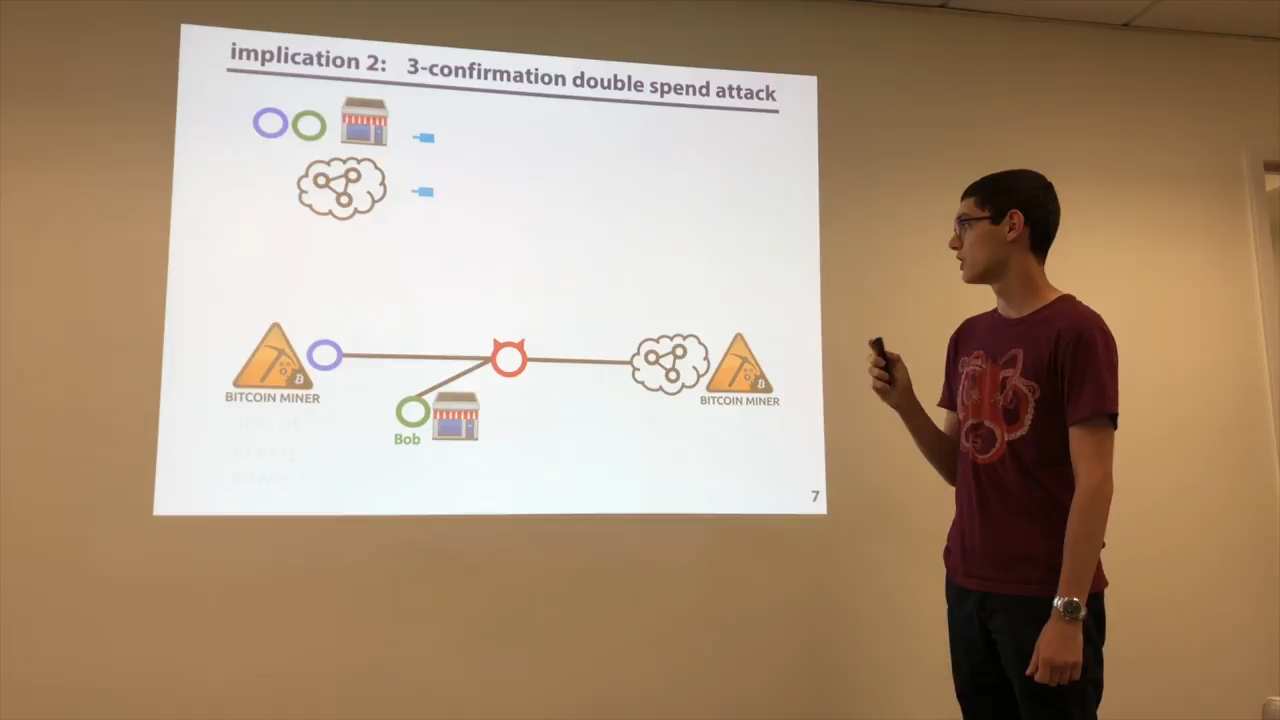 implication 2: 3-confirmation double spend attack
BITCOIN MINER
BITCOIN MINER
Bob
7